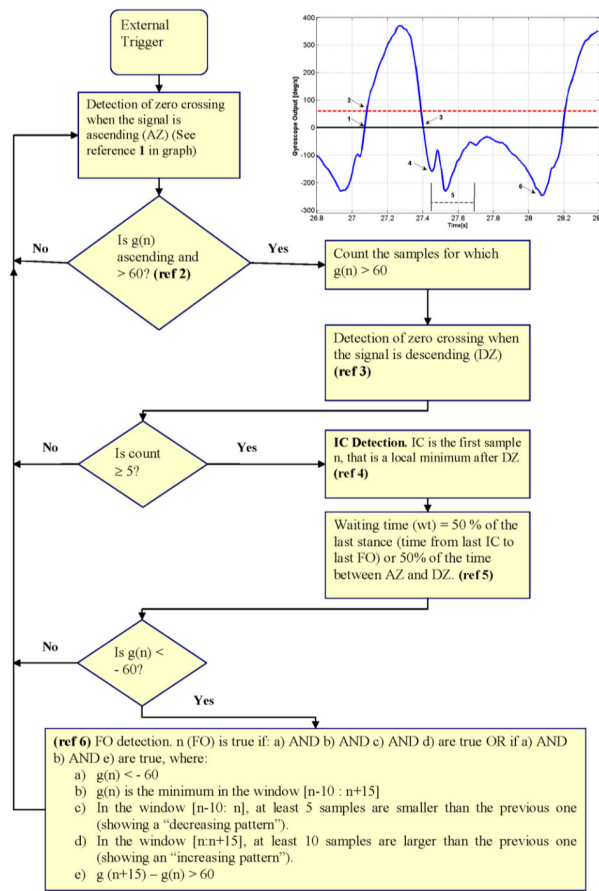 External
Trigger
Detection of zero crossing
when the signal is
ascending (AZ) (See
reference 1 in graph)
400
300
200
100
0
-100
-200
-300
Gyroscope Output [deg/s]
26.8
27
27.2
27.4
27.6
27.8
28
28.2
28.4
Time[s]
2
1
3
4
5
6
No
Is g(n)
ascending and
> 60? (ref 2)
Yes
Count the samples for which
g(n) > 60
Detection of zero crossing when
the signal is descending (DZ)
(ref 3)
No
Is count
≥ 5?
Yes
IC Detection. IC is the first sample
n, that is a local minimum after DZ
(ref 4)
Waiting time (wt) = 50 % of the
last stance (time from last IC to
last FO) or 50% of the time
between AZ and DZ. (ref 5)
No
Is g(n) <
- 60?
Yes
(ref 6) FO detection. n (FO) is true if: a) AND b) AND c) AND d) are true OR if a) AND
b) AND e) are true, where:
a) g(n) < - 60
b) g(n) is the minimum in the window [n-10 : n+15]
c) In the window [n-10: n], at least 5 samples are smaller than the previous one
(showing a “decreasing pattern”).
d) In the window [n:n+15], at least 10 samples are larger than the previous one
(showing an “increasing pattern”).
e) g (n+15) – g(n) > 60